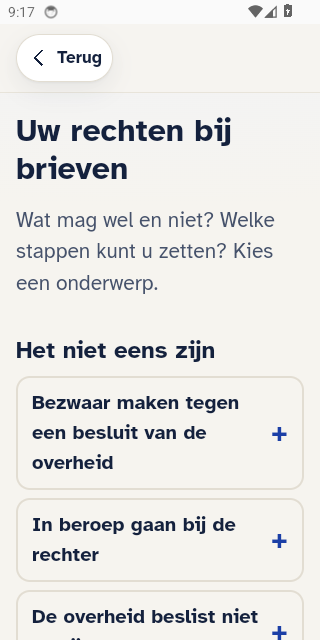 9:17
Terug
Uw rechten bij
brieven
Wat mag wel en niet? Welke
stappen kunt u zetten? Kies
een onderwerp.
Het niet eens zijn
Bezwaar maken tegen
een besluit van de
overheid
+
In beroep gaan bij de
rechter
+
De overheid beslist niet
+